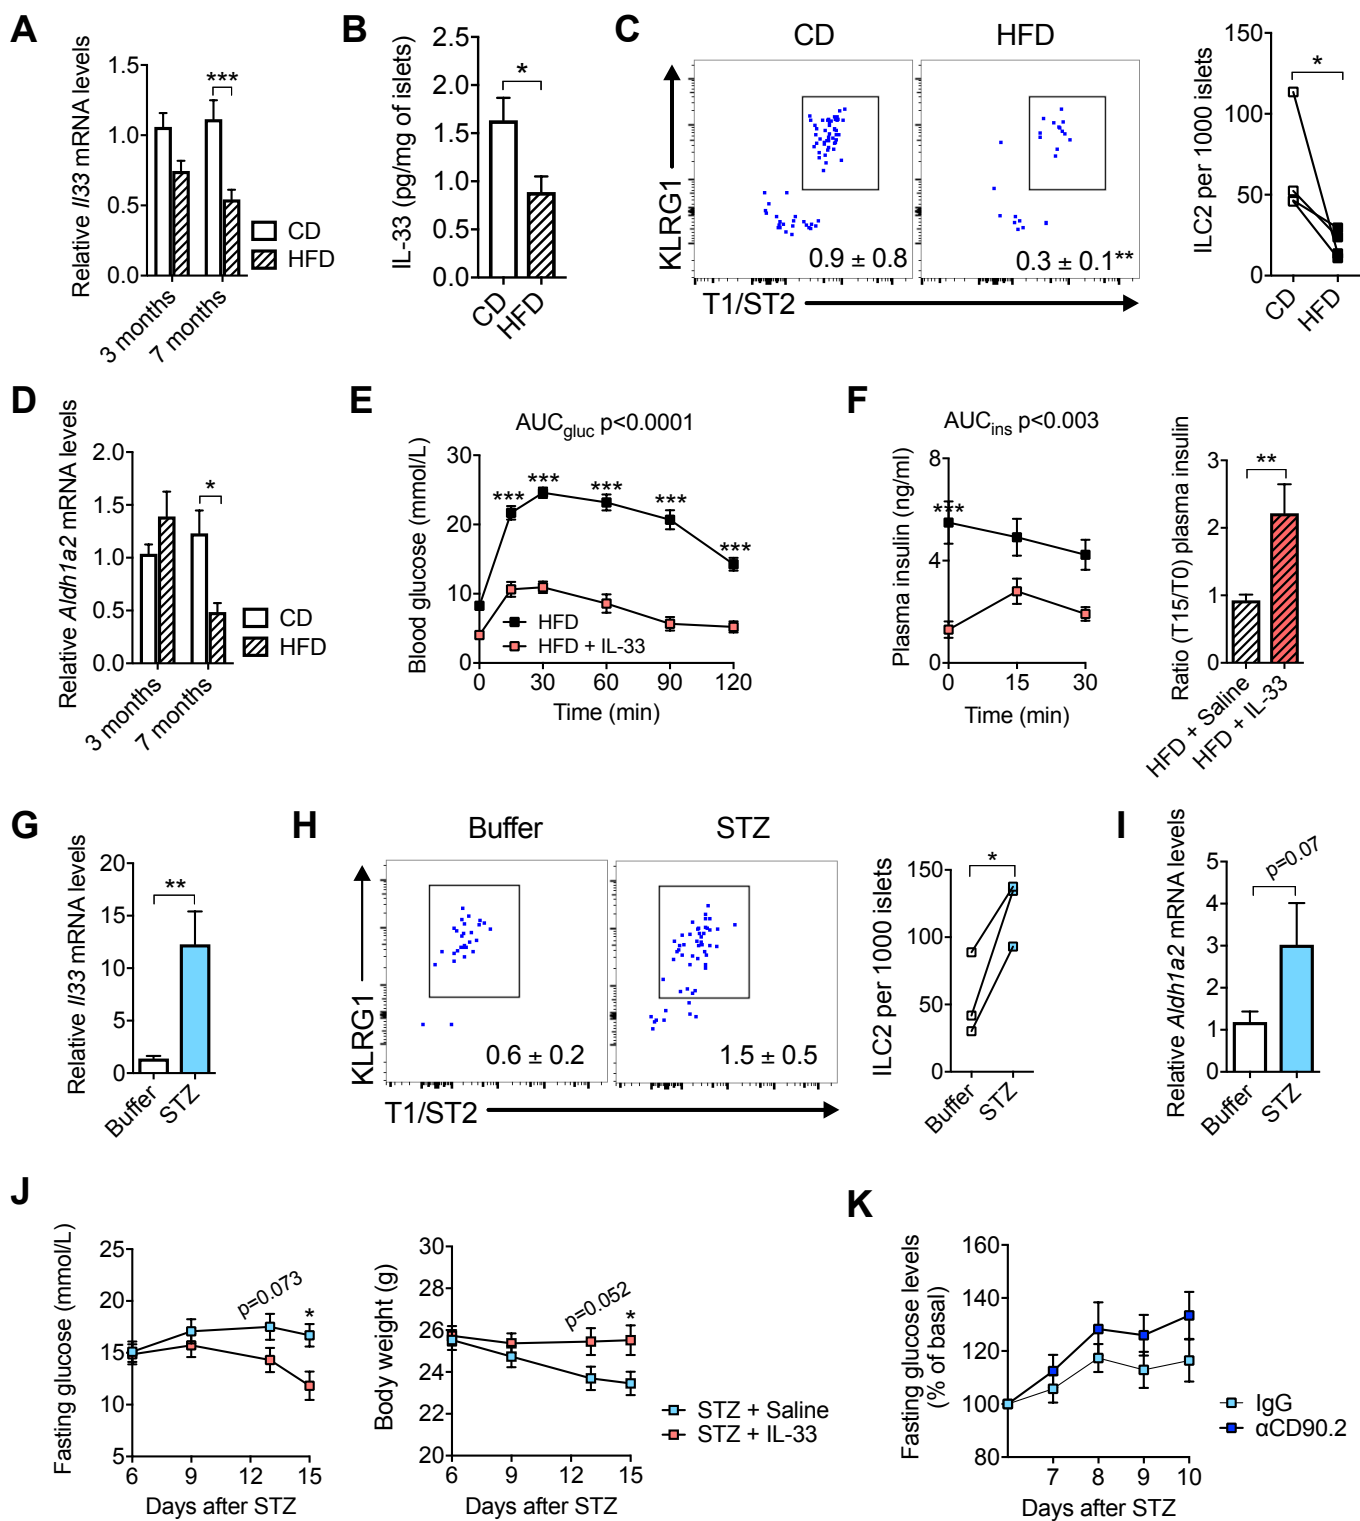 A
Relative Il33 mRNA levels
1.5
1.0
0.5
0.0
***
3 months
7 months
CD
HFD
B
IL-33 (pg/mg of islets)
2.5
2.0
1.5
1.0
0.5
0.0
*
CD
HFD
C
CD
HFD
KLRG1
0.9 ± 0.8
0.3 ± 0.1**
T1/ST2
ILC2 per 1000 islets
150
100
50
0
*
CD
HFD
D
Relative Aldh1a2 mRNA levels
2.0
1.5
1.0
0.5
0.0
*
3 months
7 months
CD
HFD
E
AUCgluc p<0.0001
Blood glucose (mmol/L)
30
20
10
0
*** *** *** *** ***
HFD
HFD + IL-33
0 30 60 90 120
Time (min)
F
AUCins p<0.003
Plasma insulin (ng/ml)
8
4
0
***
0 15 30
Time (min)
Ratio (T15/T0) plasma insulin
3
2
1
0
**
HFD + Saline
HFD + IL-33
G
Relative Il33 mRNA levels
20
15
10
5
0
**
Buffer
STZ
H
Buffer
STZ
KLRG1
0.6 ± 0.2
1.5 ± 0.5
T1/ST2
ILC2 per 1000 islets
150
100
50
0
*
Buffer
STZ
I
Relative Aldh1a2 mRNA levels
5
4
3
2
1
0
p=0.07
Buffer
STZ
J
Fasting glucose (mmol/L)
25
20
15
10
5
p=0.073
*
6 9 12 15
Days after STZ
Body weight (g)
30
28
26
24
22
20
p=0.052
*
6 9 12 15
Days after STZ
STZ + Saline
STZ + IL-33
K
Fasting glucose levels
(% of basal)
160
140
120
100
80
7 8 9 10
Days after STZ
IgG
αCD90.2